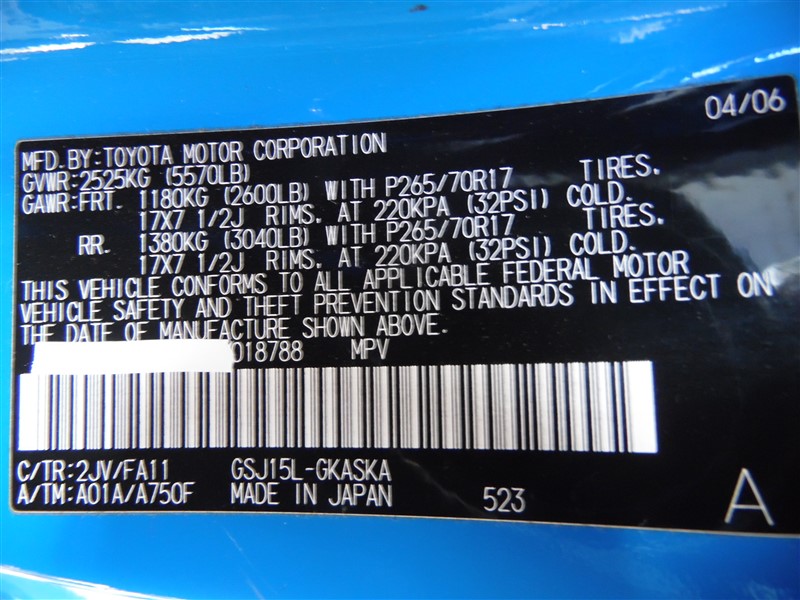 04/06
MFD.BY:TOYOTA MOTOR CORPORATION
GVWR:2525KG (5570LB)
GAWR:FRT. 1180KG (2600LB) WITH P265/70R17 TIRES.
17X7 1/2J RIMS. AT 220KPA (32PSI) COLD.
RR. 1380KG (3040LB) WITH P265/70R17 TIRES.
17X7 1/2J RIMS. AT 220KPA (32PSI) COLD.
THIS VEHICLE CONFORMS TO ALL APPLICABLE FEDERAL MOTOR
VEHICLE SAFETY AND THEFT PREVENTION STANDARDS IN EFFECT ON
THE DATE OF MANUFACTURE SHOWN ABOVE.
018788 MPV
C/TR:2JV/FA11 GSJ15L-GKASKA
A/TM:A01A/A750F MADE IN JAPAN 523 A